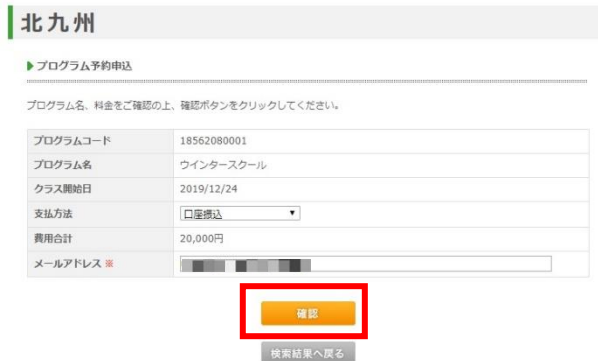 北九州
プログラム予約申込
プログラム名、料金をご確認の上、確認ボタンをクリックしてください。
プログラムコード 18562080001
プログラム名 ウインタースクール
クラス開始日 2019/12/24
支払方法 口座振込
費用合計 20,000円
メールアドレス ※
確認
検索結果へ戻る